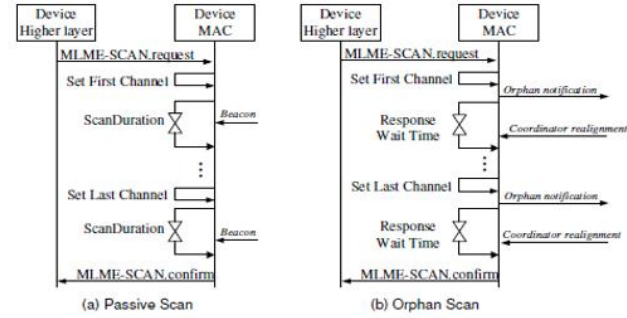 Device
Higher layer
Device
MAC
MLME-SCAN.request
Set First Channel
ScanDuration
Beacon
Set Last Channel
ScanDuration
Beacon
MLME-SCAN.confirm
(a) Passive Scan
Device
Higher layer
Device
MAC
MLME-SCAN.request
Set First Channel
Orphan notification
Response
Wait Time
Coordinator realignment
Set Last Channel
Orphan notification
Response
Wait Time
Coordinator realignment
MLME-SCAN.confirm
(b) Orphan Scan